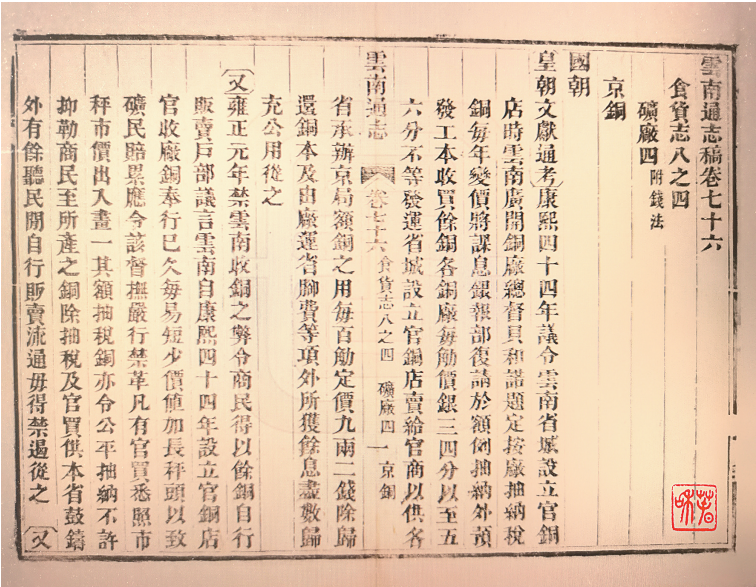 雲南通志稿卷七十六
食貨志八之四
礦廠四 附錢法
京銅
國朝
皇朝文獻通考康熙四十四年議令雲南省城設立官銅
店時雲南廣開銅廠總督貝和諾題定按廠抽納稅
銅每年變價將課息銀報部復請於額例抽納外預
發工本收買餘銅各銅廠每觔價銀三四分以至五
六分不等發運省城設立官銅店賣給官商以供各
雲南通志 卷七十六 食貨志八之四 礦廠四 一 京銅
省承辦京局額銅之用每百觔定價九兩二錢除歸
還銅本及由廠運省腳費等項外所獲餘息盡數歸
充公用從之
又雍正元年禁雲南收銅之弊令商民得以餘銅自行
販賣戶部議言雲南自康熙四十四年設立官銅店
官收廠銅奉行已久每易短少價值加長秤頭以致
礦民賠累應令該督撫嚴行禁革凡有官買悉照市
秤市價出入畫一其額抽稅銅亦令公平抽納不許
抑勒商民至所產之銅除抽稅及官買供本省鼓鑄
外有餘聽民間自行販賣流通毋得禁遏從之 又